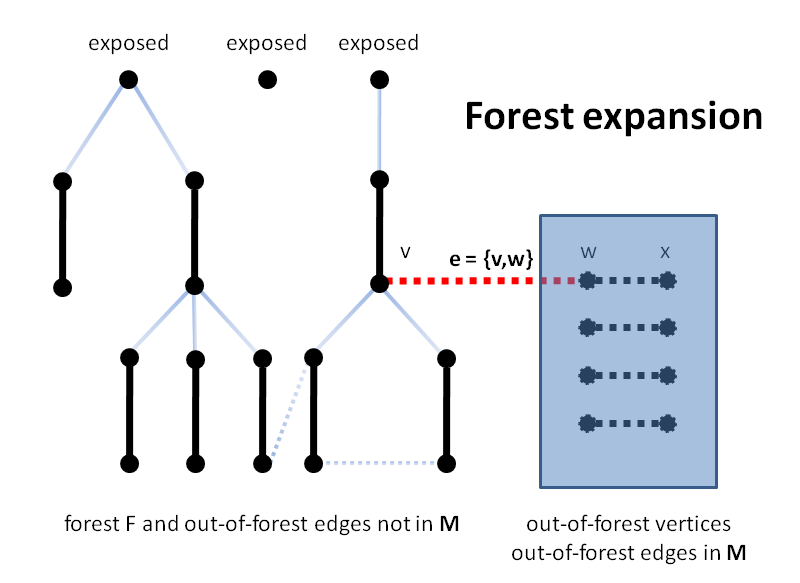 exposed exposed exposed
Forest expansion
v e = {v,w} w x
forest F and out-of-forest edges not in M
out-of-forest vertices
out-of-forest edges in M